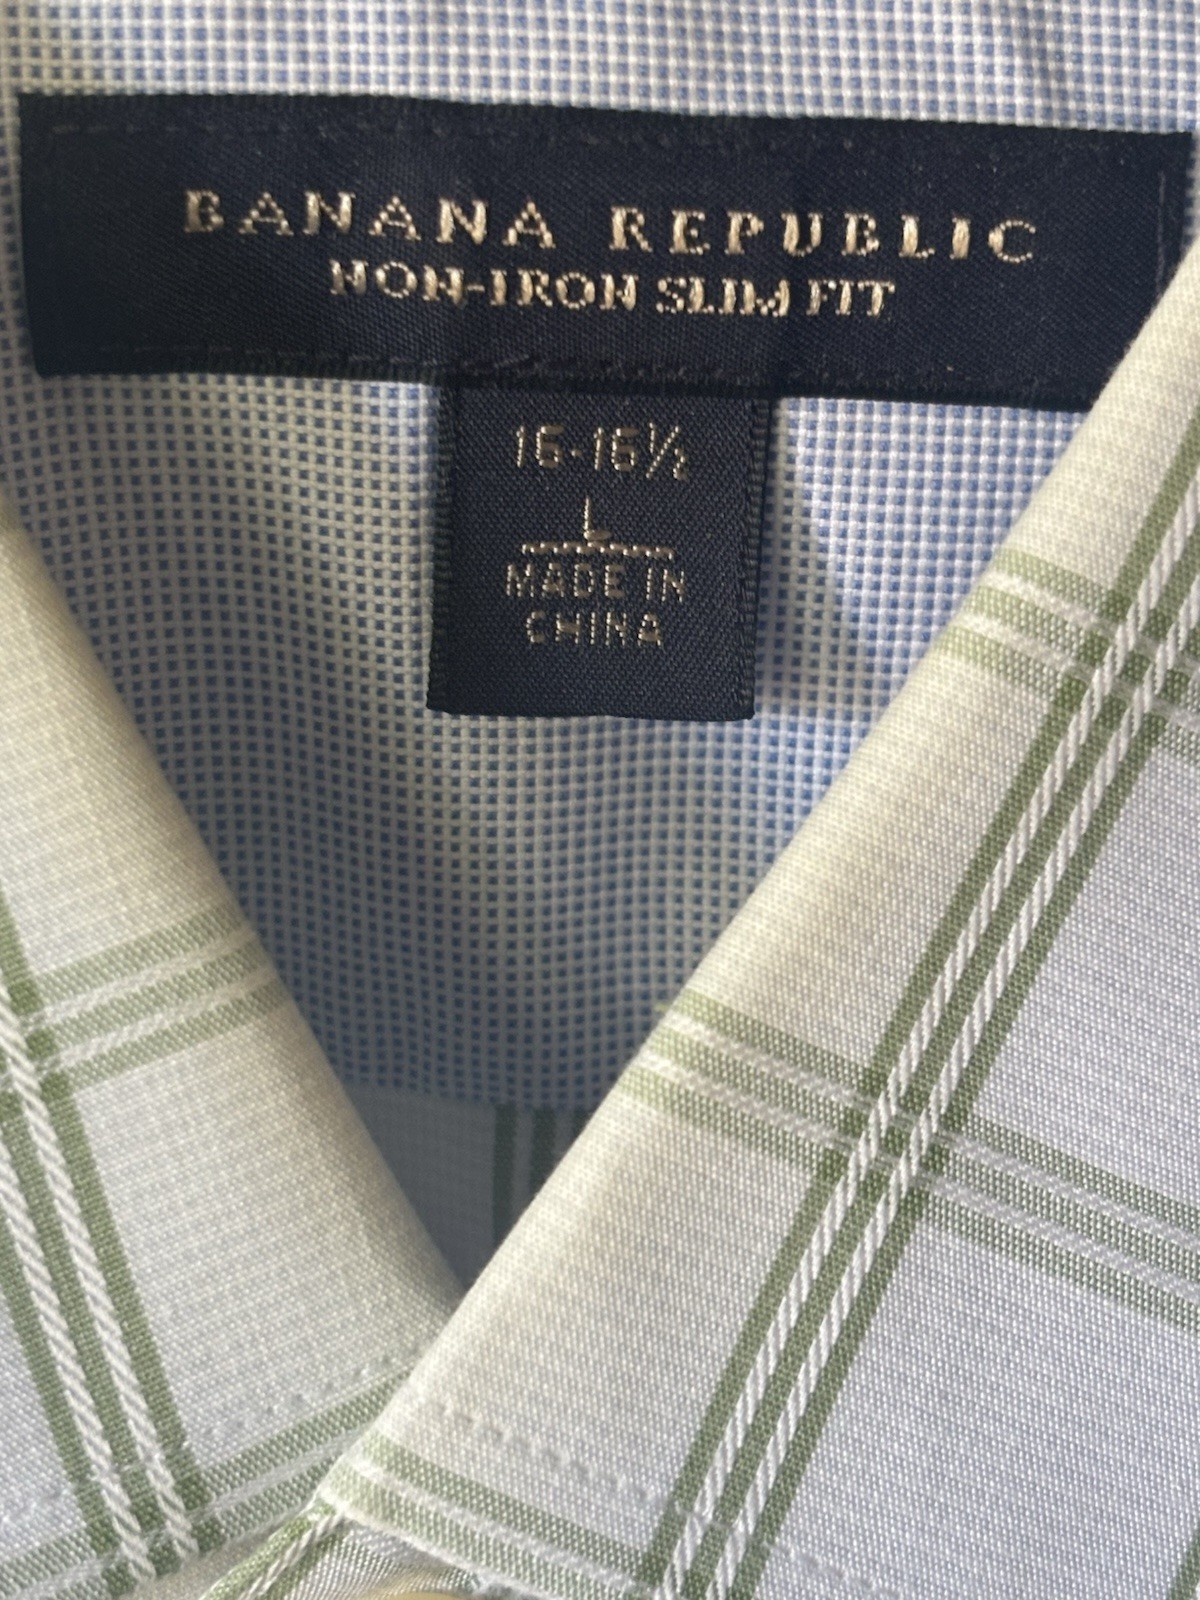 BANANA REPUBLIC
NON-IRON SLIM FIT
16-16½
L
MADE IN
CHINA